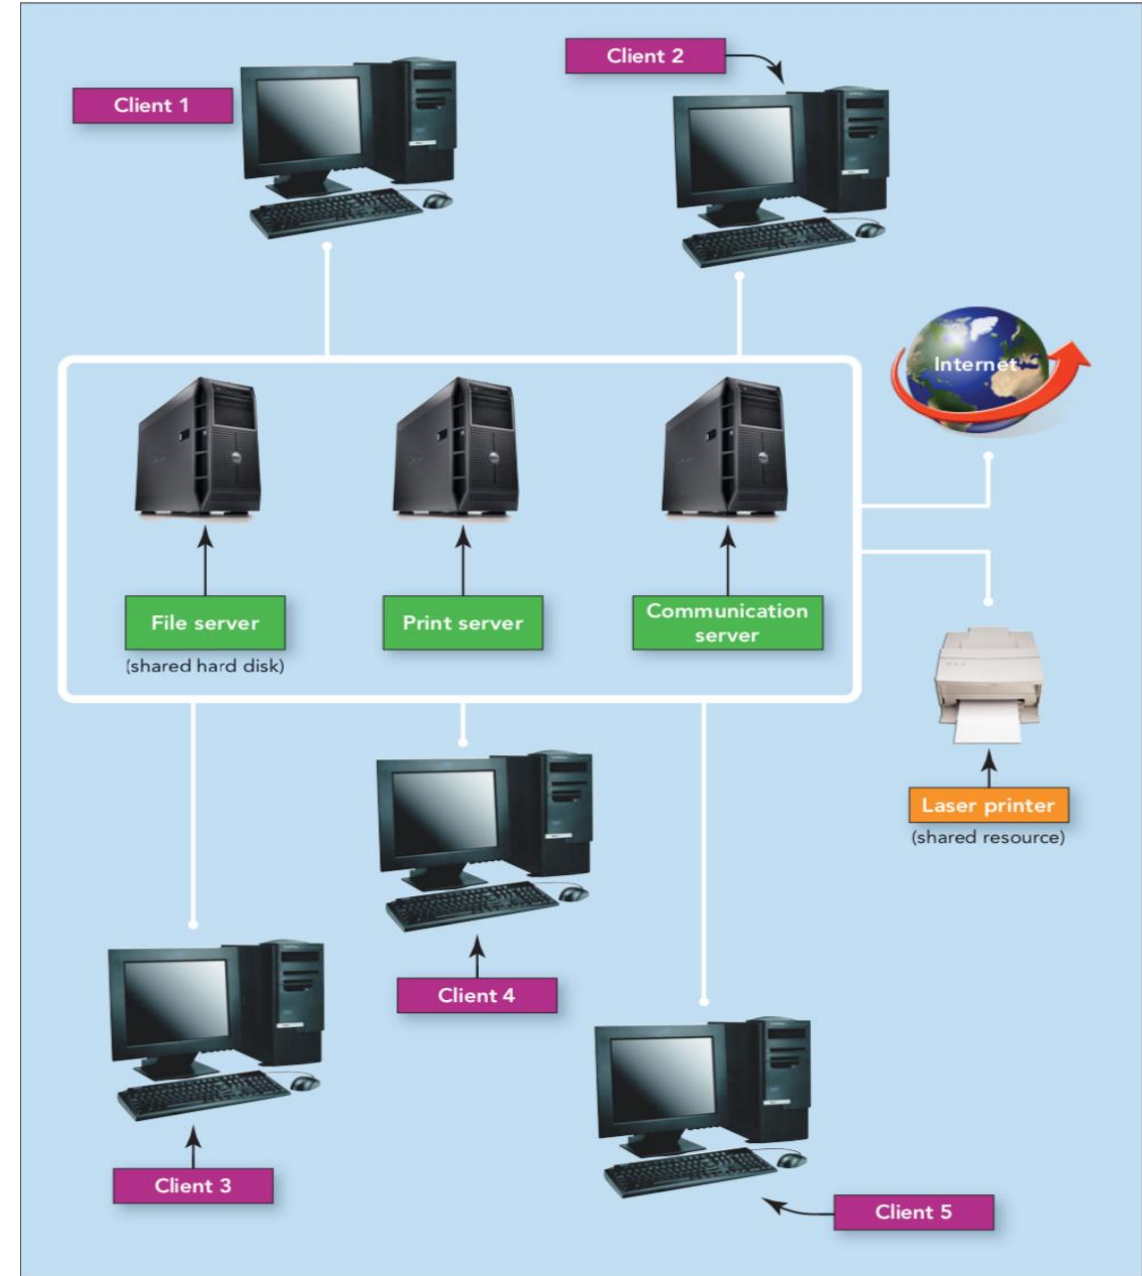 Client 1
Client 2
Internet
File server
(shared hard disk)
Print server
Communication
server
Laser printer
(shared resource)
Client 4
Client 3
Client 5